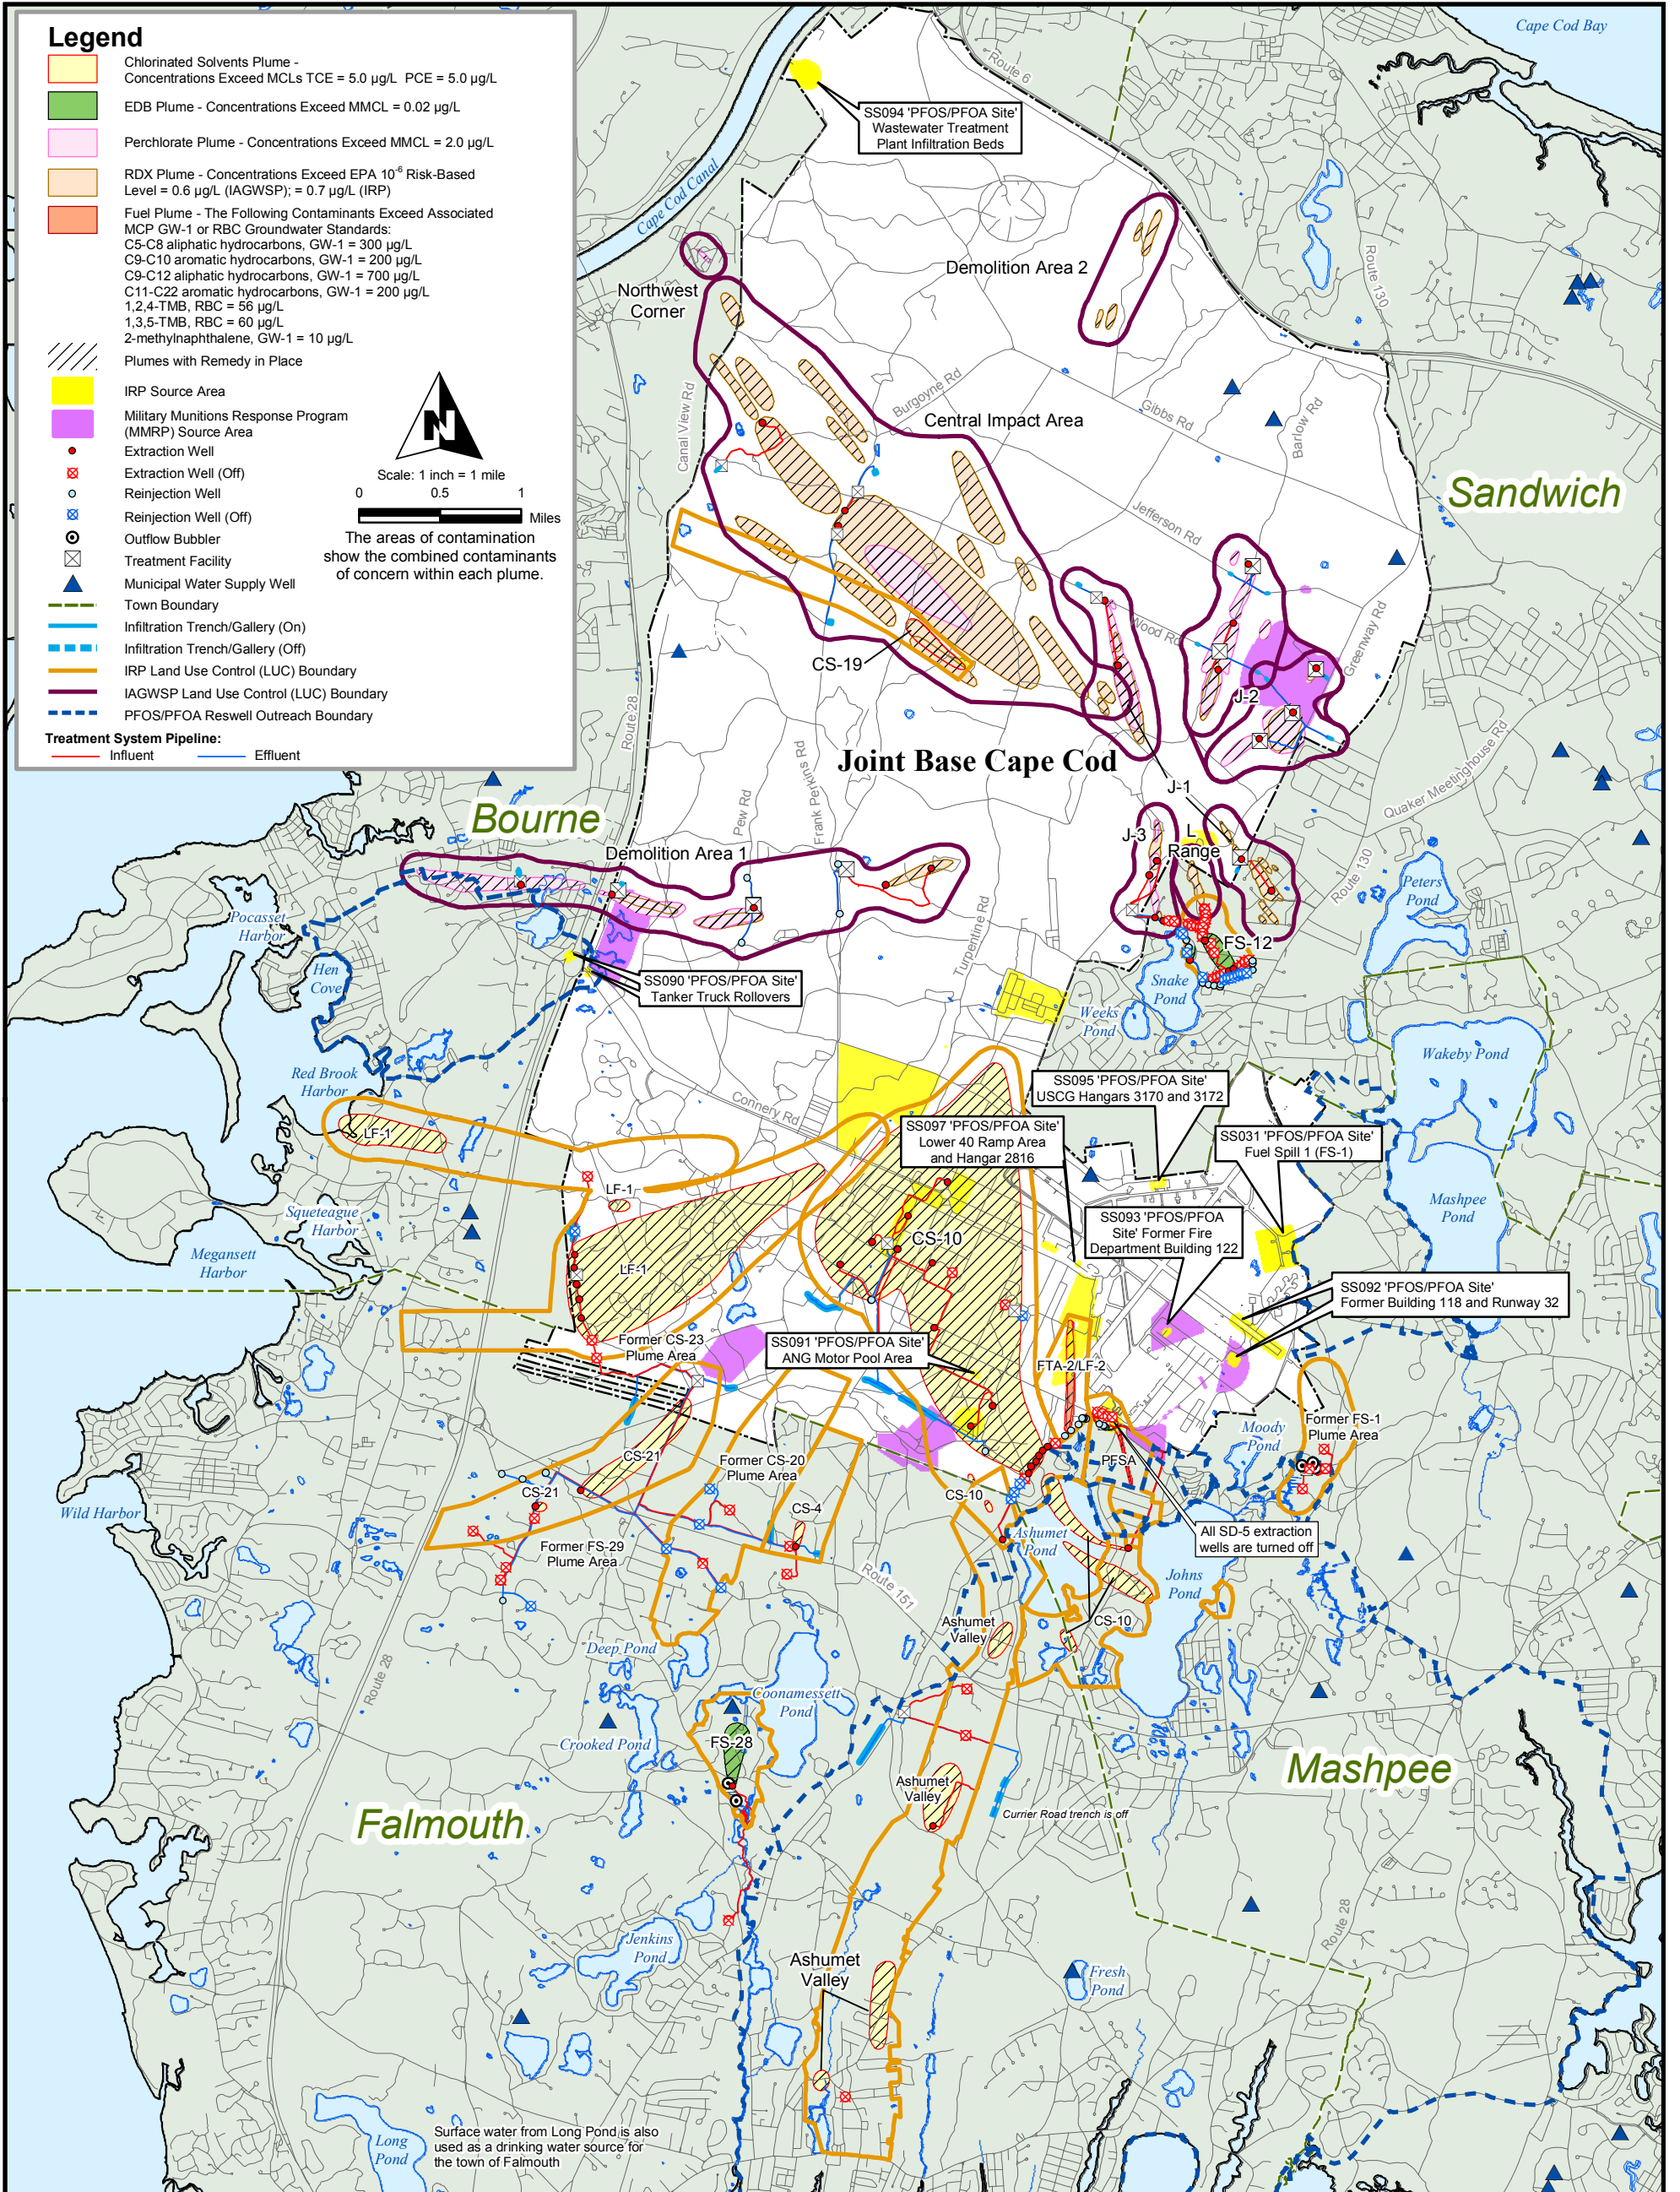 Legend
Chlorinated Solvents Plume -
Concentrations Exceed MCLs TCE = 5.0 µg/L PCE = 5.0 µg/L
EDB Plume - Concentrations Exceed MMCL = 0.02 µg/L
Perchlorate Plume - Concentrations Exceed MMCL = 2.0 µg/L
RDX Plume - Concentrations Exceed EPA 10⁻⁶ Risk-Based
Level = 0.6 µg/L (IAGWSP); = 0.7 µg/L (IRP)
Fuel Plume - The Following Contaminants Exceed Associated
MCP GW-1 or RBC Groundwater Standards:
C5-C8 aliphatic hydrocarbons, GW-1 = 300 µg/L
C9-C10 aromatic hydrocarbons, GW-1 = 200 µg/L
C9-C12 aliphatic hydrocarbons, GW-1 = 700 µg/L
C11-C22 aromatic hydrocarbons, GW-1 = 200 µg/L
1,2,4-TMB, RBC = 56 µg/L
1,3,5-TMB, RBC = 60 µg/L
2-methylnaphthalene, GW-1 = 10 µg/L
Plumes with Remedy in Place
IRP Source Area
Military Munitions Response Program
(MMRP) Source Area
Extraction Well
Extraction Well (Off)
Reinjection Well
Reinjection Well (Off)
Outflow Bubbler
Treatment Facility
Municipal Water Supply Well
Town Boundary
Infiltration Trench/Gallery (On)
Infiltration Trench/Gallery (Off)
IRP Land Use Control (LUC) Boundary
IAGWSP Land Use Control (LUC) Boundary
PFOS/PFOA Reswell Outreach Boundary
Treatment System Pipeline:
Influent Effluent
N
Scale: 1 inch = 1 mile
0 0.5 1
Miles
The areas of contamination
show the combined contaminants
of concern within each plume.
Cape Cod Bay
Route 6
SS094 'PFOS/PFOA Site'
Wastewater Treatment
Plant Infiltration Beds
Cape Cod Canal
Route 130
Demolition Area 2
Northwest
Corner
Canal View Rd
Burgoyne Rd
Central Impact Area
Gibbs Rd
Barlow Rd
Sandwich
Jefferson Rd
Wood Rd
Greenway Rd
CS-19
J-2
Route 28
Joint Base Cape Cod
Quaker Meetinghouse Rd
J-1
Bourne
Pew Rd
Frank Perkins Rd
Demolition Area 1
J-3
L
Range
Route 130
Peters
Pond
Pocasset
Harbor
Hen
Cove
Turpentine Rd
FS-12
SS090 'PFOS/PFOA Site'
Tanker Truck Rollovers
Snake
Pond
Weeks
Pond
Wakeby Pond
Red Brook
Harbor
Connery Rd
SS095 'PFOS/PFOA Site'
USCG Hangars 3170 and 3172
LF-1
SS097 'PFOS/PFOA Site'
Lower 40 Ramp Area
and Hangar 2816
SS031 'PFOS/PFOA Site'
Fuel Spill 1 (FS-1)
LF-1
Squeteague
Harbor
Mashpee
Pond
SS093 'PFOS/PFOA
Site' Former Fire
Department Building 122
CS-10
Megansett
Harbor
LF-1
SS092 'PFOS/PFOA Site'
Former Building 118 and Runway 32
Former CS-23
Plume Area
SS091 'PFOS/PFOA Site'
ANG Motor Pool Area
FTA-2/LF-2
Former FS-1
Plume Area
Moody
Pond
CS-21
Former CS-20
Plume Area
PFSA
CS-21
CS-10
CS-4
Wild Harbor
Ashumet
Pond
All SD-5 extraction
wells are turned off
Former FS-29
Plume Area
Route 151
Johns
Pond
Ashumet
Valley
CS-10
Deep Pond
Route 28
Coonamessett
Pond
Crooked Pond
FS-28
Mashpee
Ashumet
Valley
Currier Road trench is off
Falmouth
Route 28
Jenkins
Pond
Ashumet
Valley
Fresh
Pond
Surface water from Long Pond is also
used as a drinking water source for
the town of Falmouth
Long
Pond